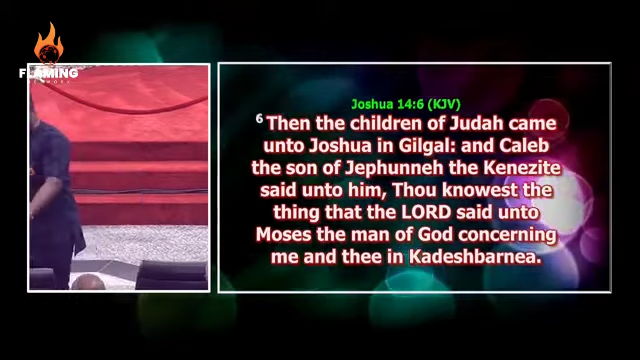 FLAMING
NETWORK
Joshua 14:6 (KJV)
6 Then the children of Judah came
unto Joshua in Gilgal: and Caleb
the son of Jephunneh the Kenezite
said unto him, Thou knowest the
thing that the LORD said unto
Moses the man of God concerning
me and thee in Kadeshbarnea.